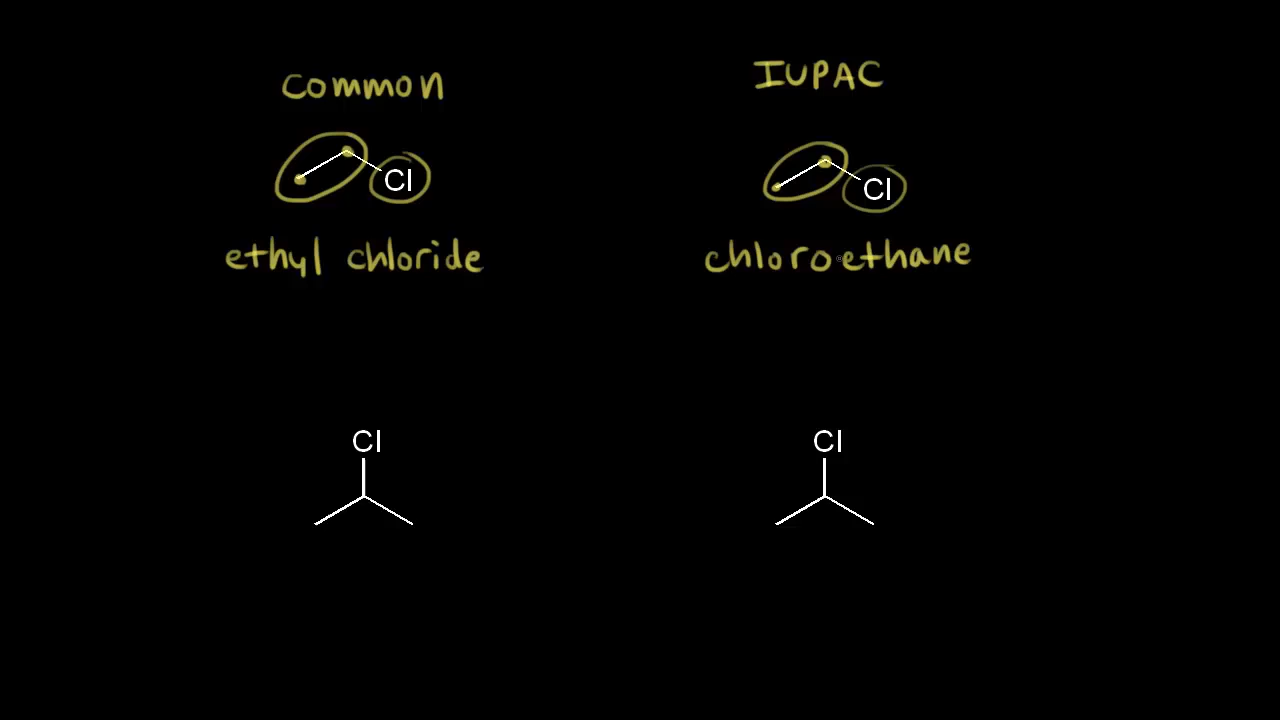 common
IUPAC
Cl
Cl
ethyl chloride
chloroethane
Cl
Cl